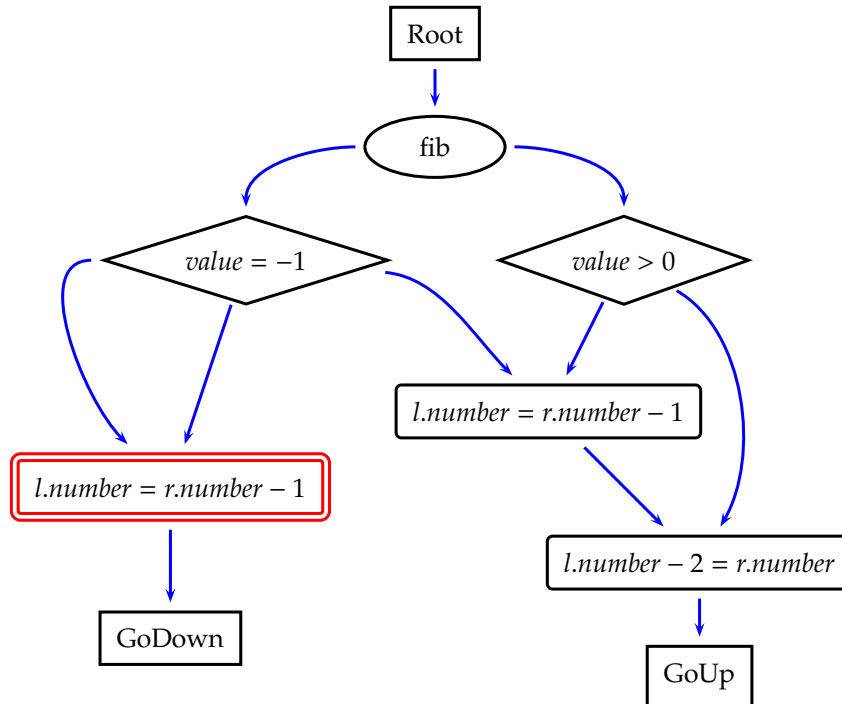 Root
fib
value = −1
value > 0
l.number = r.number − 1
l.number = r.number − 1
l.number − 2 = r.number
GoDown
GoUp